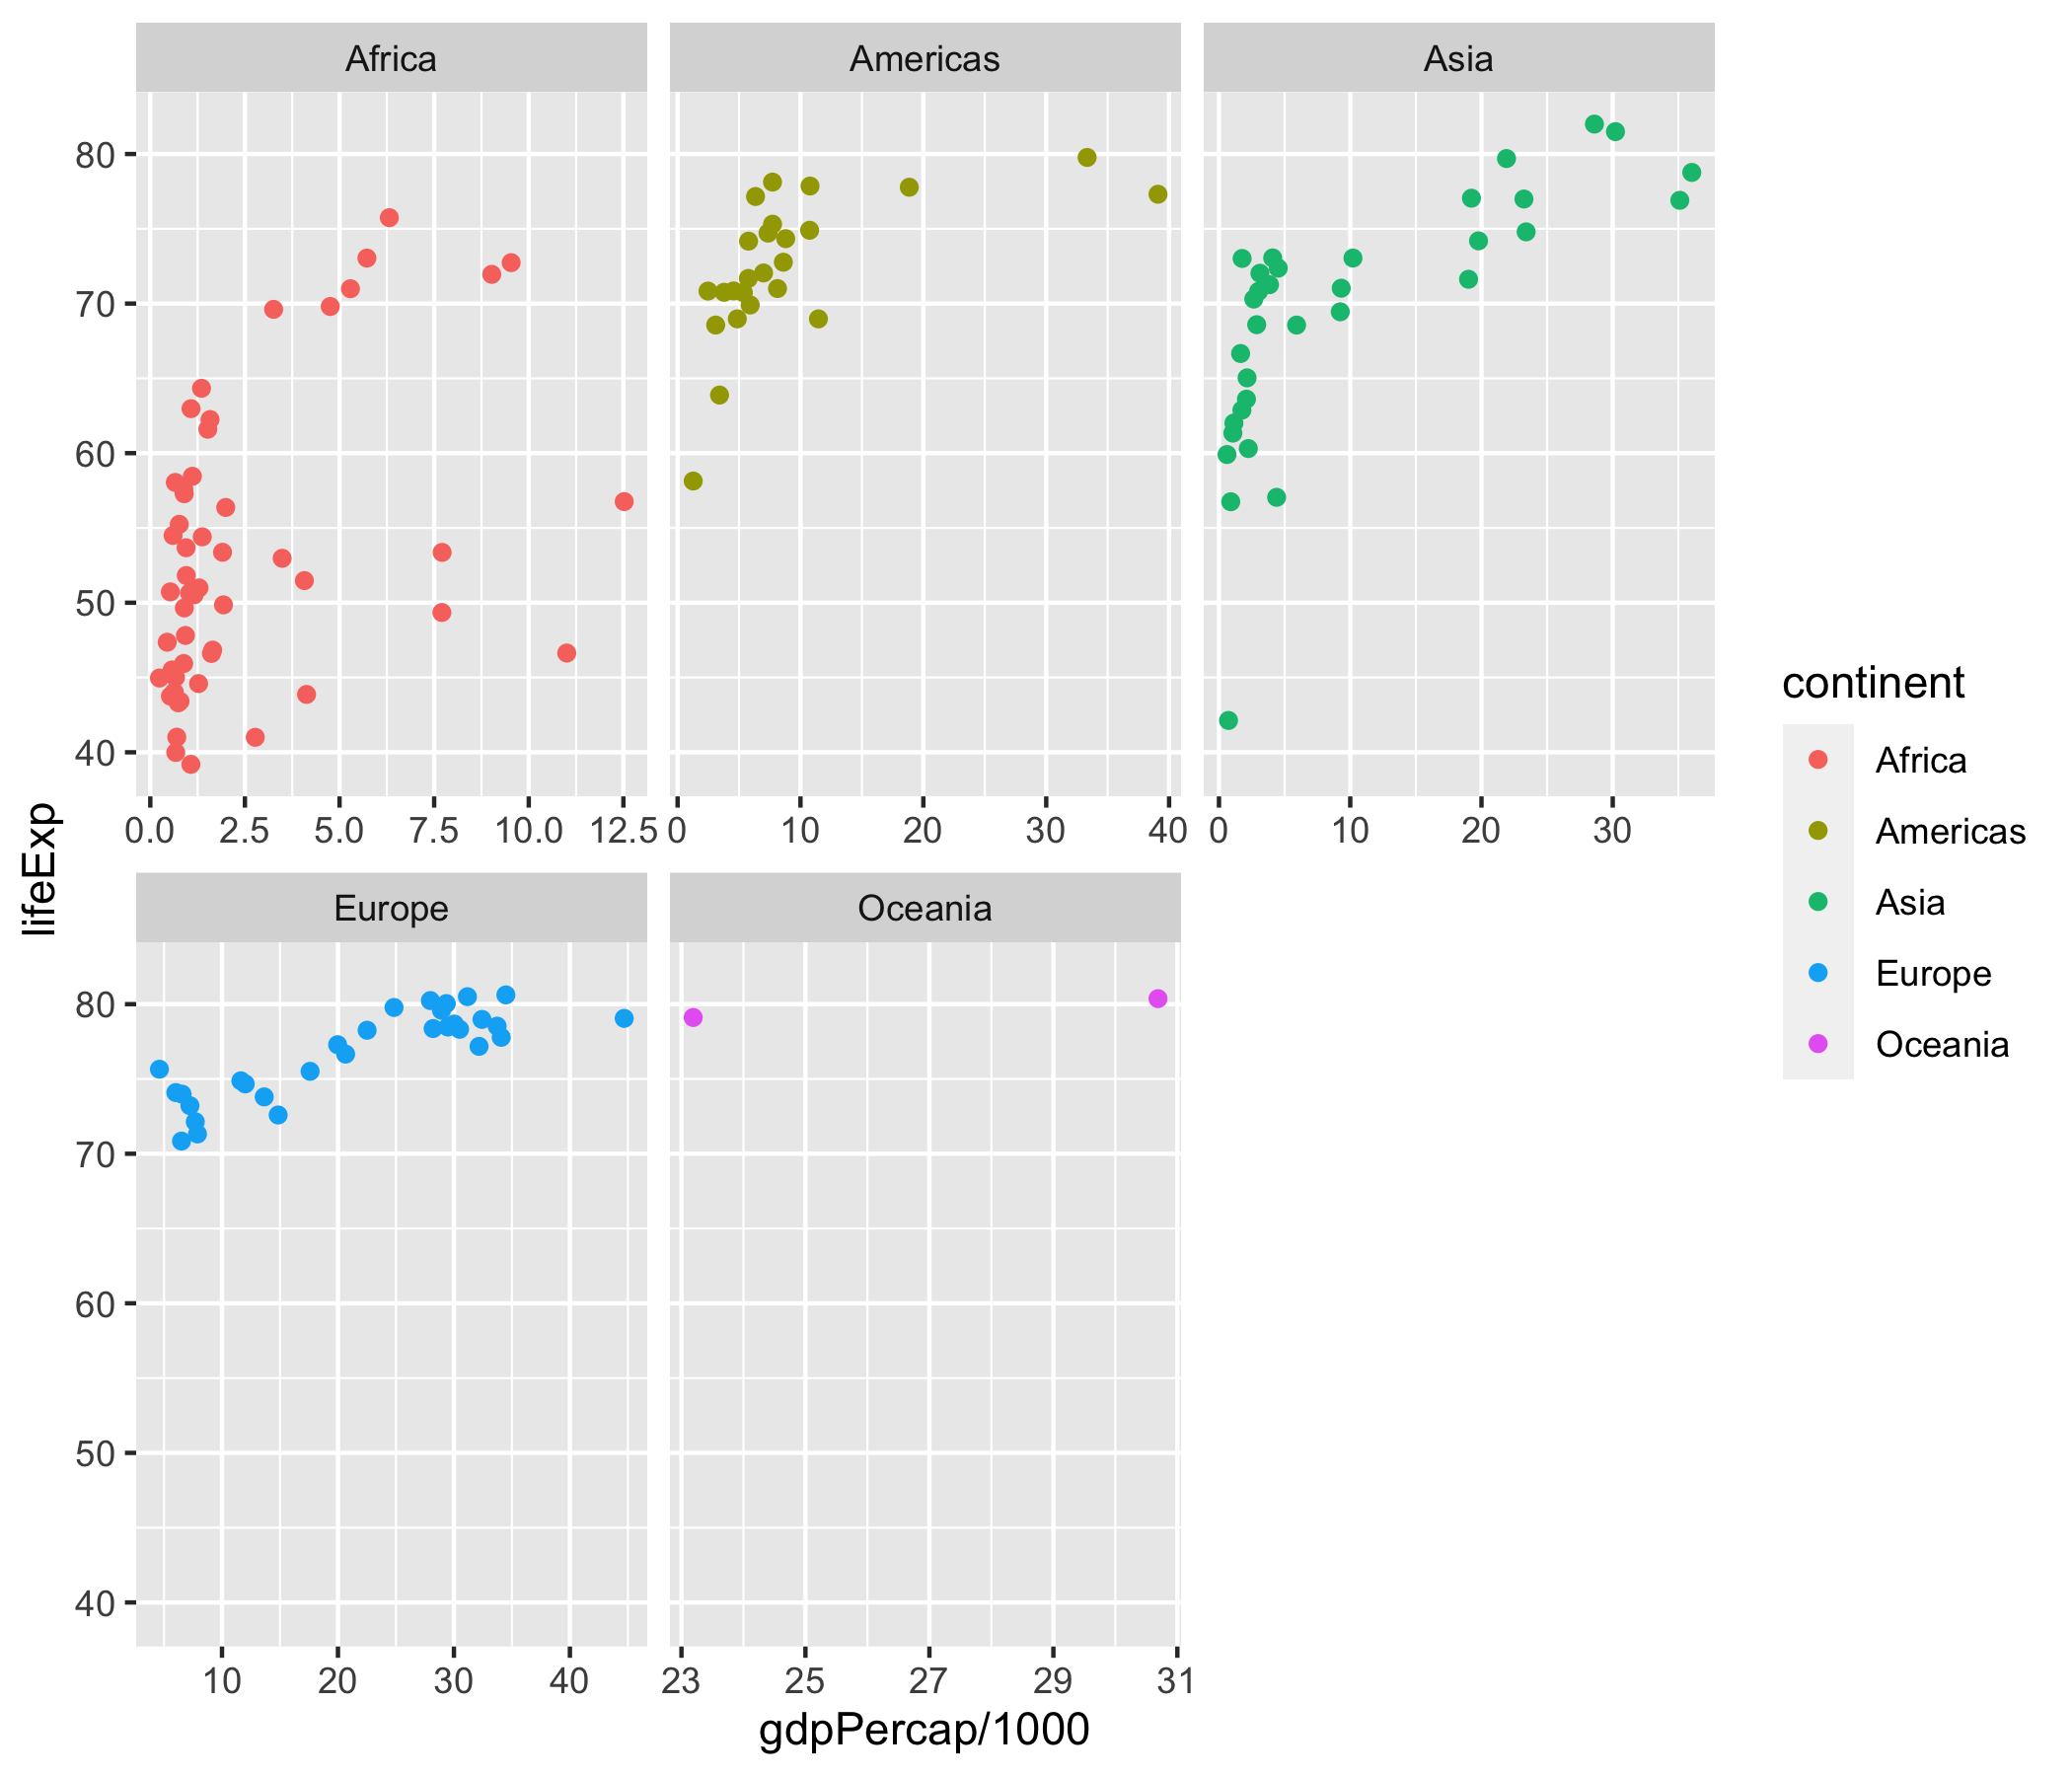 Africa Americas Asia
80
70
60
50
40
0.0 2.5 5.0 7.5 10.0 12.5 0 10 20 30 40 0 10 20 30
Europe Oceania
80
70
60
50
40
10 20 30 40 23 25 27 29 31
gdpPercap/1000
lifeExp
continent
Africa
Americas
Asia
Europe
Oceania